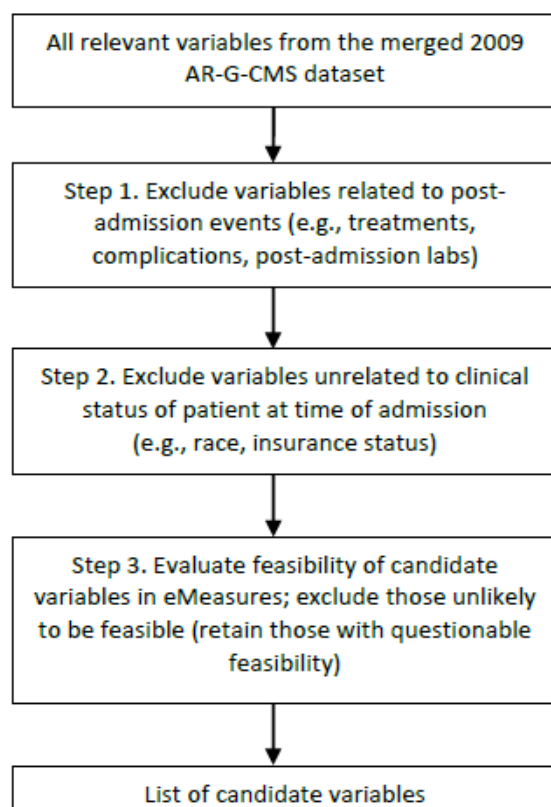 All relevant variables from the merged 2009
AR-G-CMS dataset
Step 1. Exclude variables related to post-
admission events (e.g., treatments,
complications, post-admission labs)
Step 2. Exclude variables unrelated to clinical
status of patient at time of admission
(e.g., race, insurance status)
Step 3. Evaluate feasibility of candidate
variables in eMeasures; exclude those unlikely
to be feasible (retain those with questionable
feasibility)
List of candidate variables